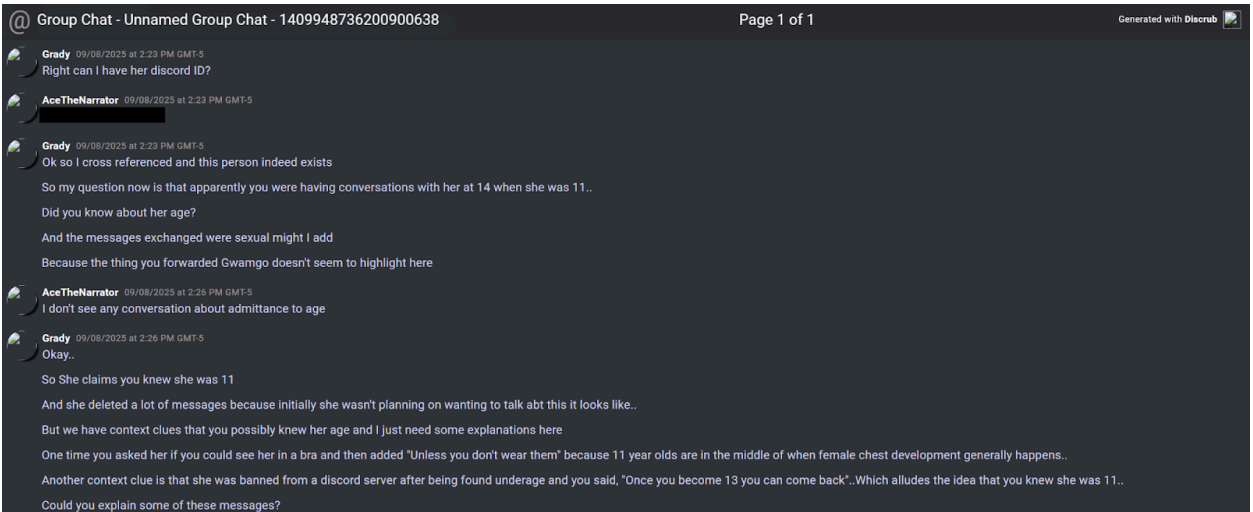 @ Group Chat - Unnamed Group Chat - 1409948736200900638
Page 1 of 1
Generated with Discrub
Grady 09/08/2025 at 2:23 PM GMT-5
Right can I have her discord ID?
AceTheNarrator 09/08/2025 at 2:23 PM GMT-5
Grady 09/08/2025 at 2:23 PM GMT-5
Ok so I cross referenced and this person indeed exists
So my question now is that apparently you were having conversations with her at 14 when she was 11..
Did you know about her age?
And the messages exchanged were sexual might I add
Because the thing you forwarded Gwamgo doesn't seem to highlight here
AceTheNarrator 09/08/2025 at 2:26 PM GMT-5
I don't see any conversation about admittance to age
Grady 09/08/2025 at 2:26 PM GMT-5
Okay..
So She claims you knew she was 11
And she deleted a lot of messages because initially she wasn't planning on wanting to talk abt this it looks like..
But we have context clues that you possibly knew her age and I just need some explanations here
One time you asked her if you could see her in a bra and then added "Unless you don't wear them" because 11 year olds are in the middle of when female chest development generally happens..
Another context clue is that she was banned from a discord server after being found underage and you said, "Once you become 13 you can come back"..Which alludes the idea that you knew she was 11..
Could you explain some of these messages?